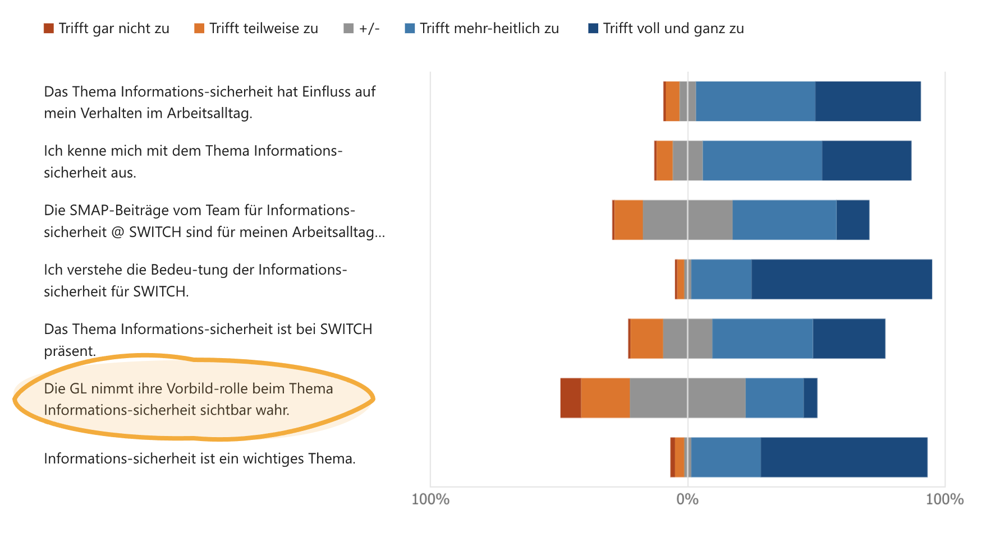 Trifft gar nicht zu Trifft teilweise zu +/- Trifft mehr-heitlich zu Trifft voll und ganz zu
Das Thema Informations-sicherheit hat Einfluss auf
mein Verhalten im Arbeitsalltag.
Ich kenne mich mit dem Thema Informations-
sicherheit aus.
Die SMAP-Beiträge vom Team für Informations-
sicherheit @ SWITCH sind für meinen Arbeitsalltag...
Ich verstehe die Bedeu-tung der Informations-
sicherheit für SWITCH.
Das Thema Informations-sicherheit ist bei SWITCH
präsent.
Die GL nimmt ihre Vorbild-rolle beim Thema
Informations-sicherheit sichtbar wahr.
Informations-sicherheit ist ein wichtiges Thema.
100% 0% 100%